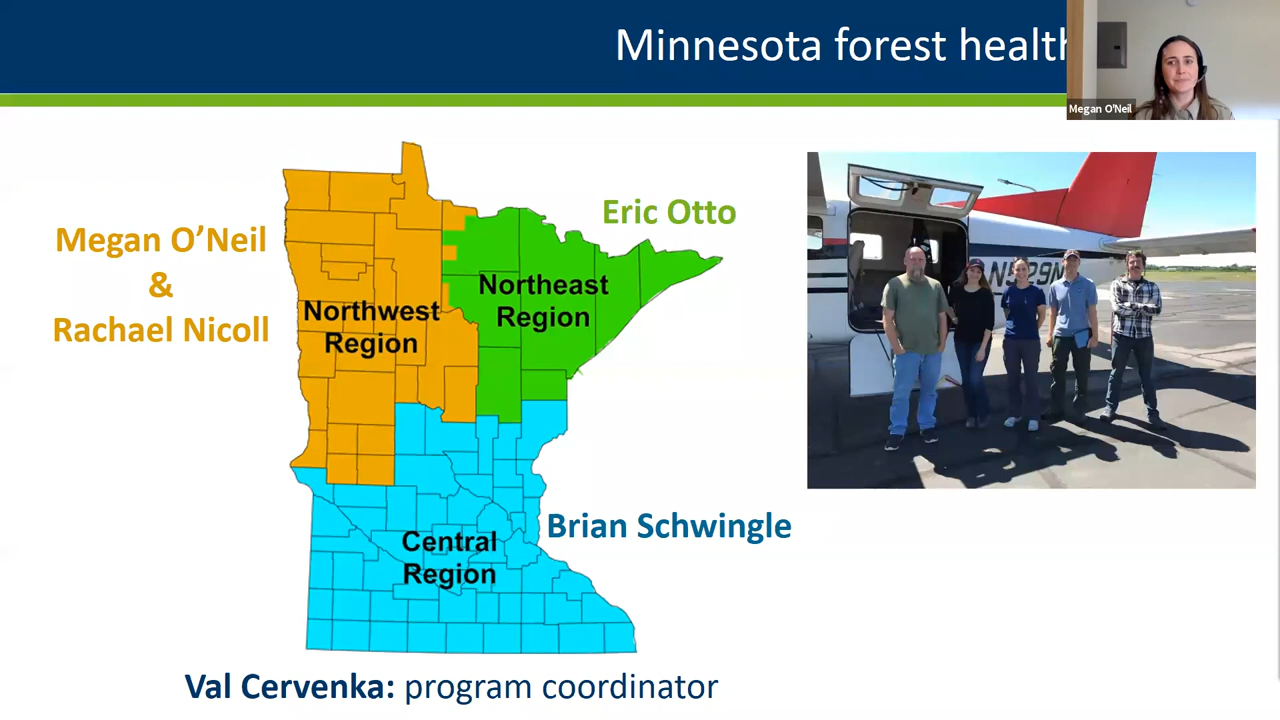 Minnesota forest health
Megan O'Neil
Megan O’Neil
&
Rachael Nicoll
Eric Otto
Northwest
Region
Northeast
Region
N529N
Brian Schwingle
Central
Region
Val Cervenka: program coordinator